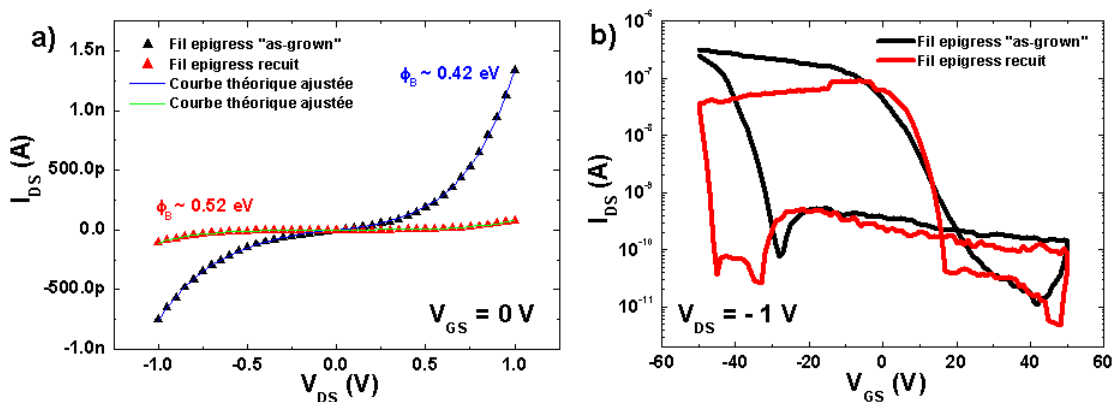 a)
Fil epigress "as-grown"
Fil epigress recuit
Courbe théorique ajustée
Courbe théorique ajustée
ϕB ~ 0.42 eV
ϕB ~ 0.52 eV
VGS = 0 V
1.5n
1.0n
500.0p
0.0
-500.0p
-1.0n
IDS (A)
-1.0 -0.5 0.0 0.5 1.0
VDS (V)
b)
Fil epigress "as-grown"
Fil epigress recuit
VDS = - 1 V
10-6
10-7
10-8
10-9
10-10
10-11
IDS (A)
-60 -40 -20 0 20 40 60
VGS (V)